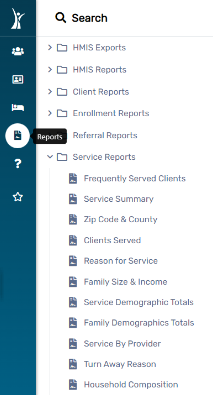 Search
HMIS Exports
HMIS Reports
Client Reports
Enrollment Reports
Reports
Referral Reports
Service Reports
Frequently Served Clients
Service Summary
Zip Code & County
Clients Served
Reason for Service
Family Size & Income
Service Demographic Totals
Family Demographics Totals
Service By Provider
Turn Away Reason
Household Composition